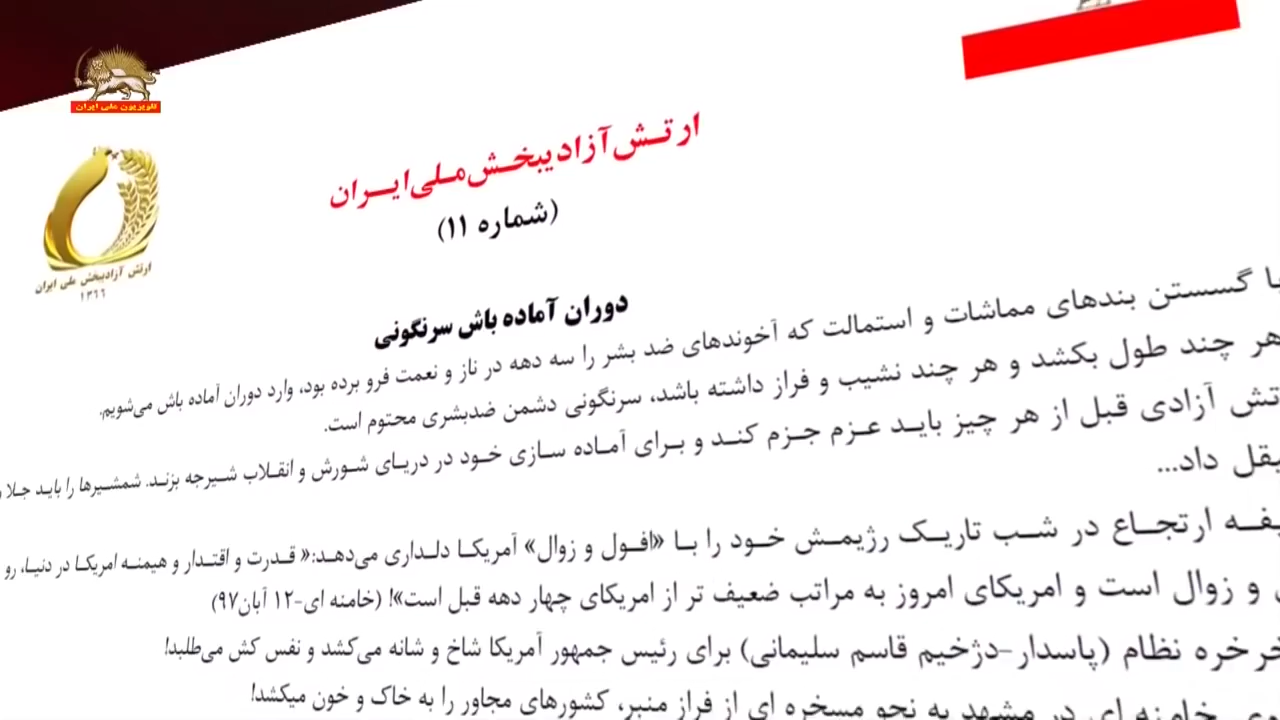 تلویزیون ملی ایران
ارتش آزادیبخش ملی ایران
۱۳۶۶
ارتش آزادیبخش ملی ایران
(شماره ۱۱)
دوران آماده باش سرنگونی
با گسستن بندهای مماشات و استمالت که آخوندهای ضد بشر را سه دهه در ناز و نعمت فرو برده بود، وارد دوران آماده باش می‌شویم.
هر چند طول بکشد و هر چند نشیب و فراز داشته باشد، سرنگونی دشمن ضدبشری محتوم است.
آزادی قبل از هر چیز باید عزم جزم کند و برای آماده سازی خود در دریای شورش و انقلاب شیرجه بزند. شمشیرها را باید جلا
داد...
ارتجاع در شب تاریک رژیمش خود را با «افول و زوال» آمریکا دلداری می‌دهد:« قدرت و اقتدار و هیمنه امریکا در دنیا، رو
و زوال است و امریکای امروز به مراتب ضعیف تر از امریکای چهار دهه قبل است»! (خامنه ای-۱۲ آبان۹۷)
نظام (پاسدار-دژخیم قاسم سلیمانی) برای رئیس جمهور آمریکا شاخ و شانه می‌کشد و نفس کش می‌طلبد!
خامنه ای در مشهد به نحو مسخره ای از فراز منبر، کشورهای مجاور را به خاک و خون میکشد!